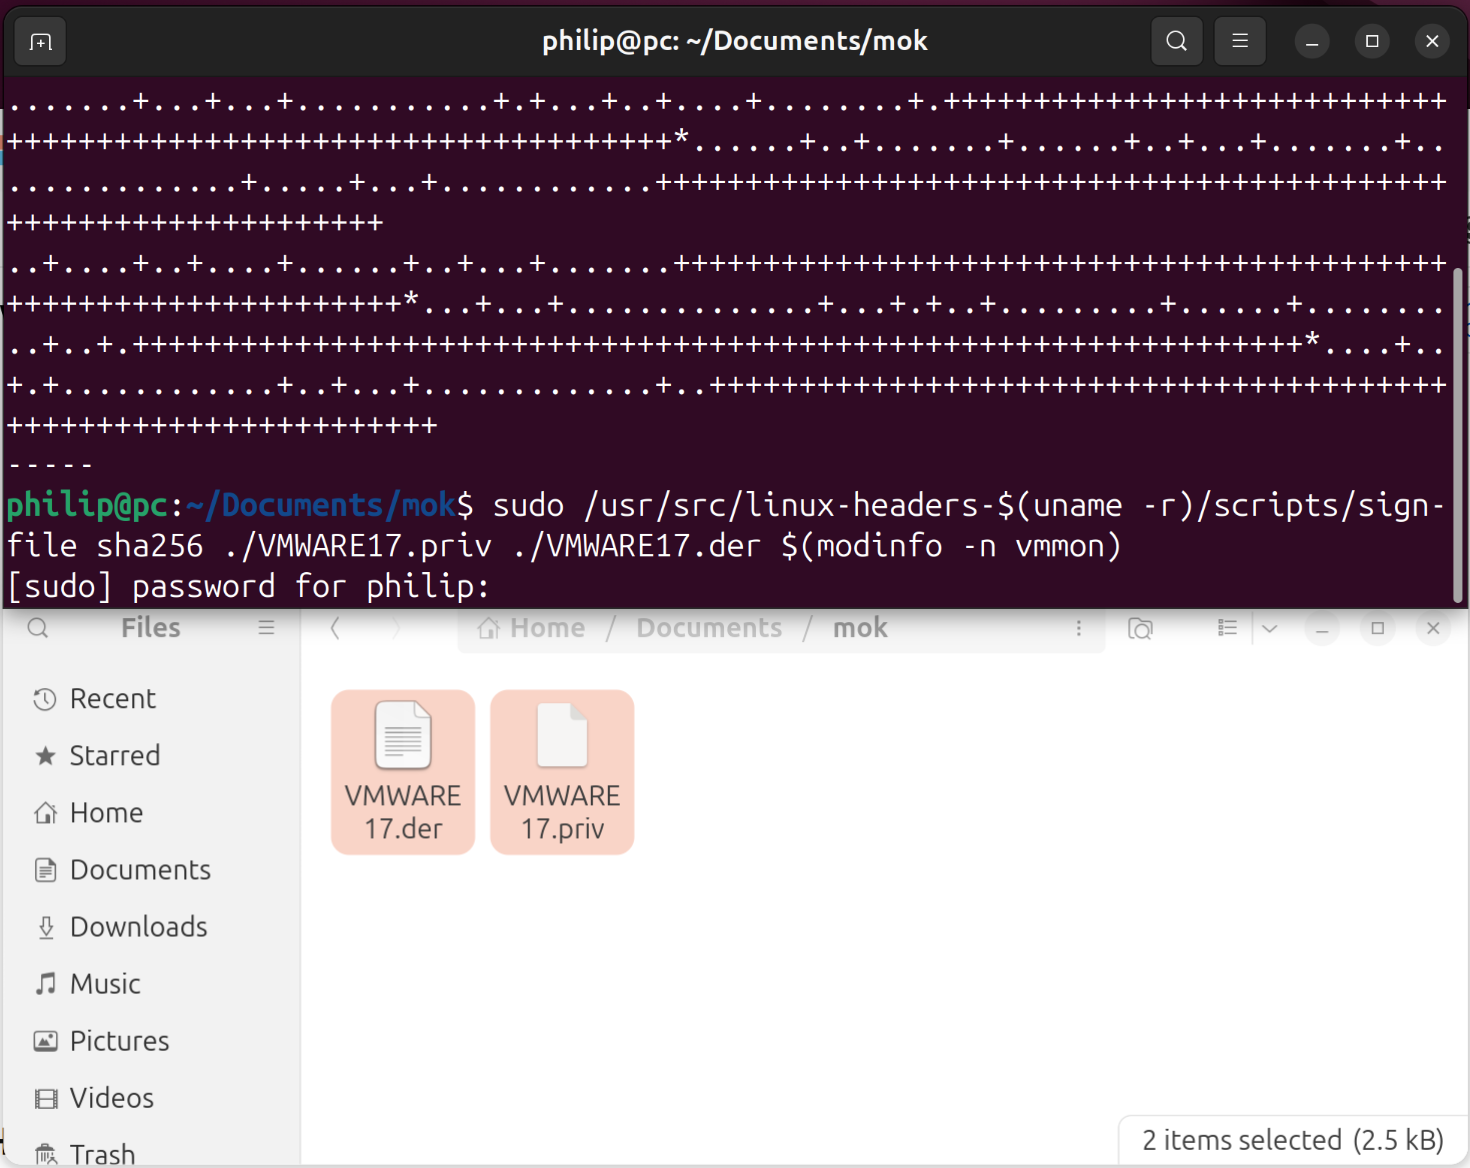 philip@pc: ~/Documents/mok
.......+...+...+...........+.+...+..+....+........+.++++++++++++++++++++++++++++
+++++++++++++++++++++++++++++++++++++*......+..+.......+......+..+...+.......+..
.............+.....+...+............++++++++++++++++++++++++++++++++++++++++++++
+++++++++++++++++++++
..+....+..+....+......+..+...+.......+++++++++++++++++++++++++++++++++++++++++++
++++++++++++++++++++++*...+...+..............+...+.+..+.........+......+........
..+..+.+++++++++++++++++++++++++++++++++++++++++++++++++++++++++++++++++*....+..
+.+............+..+...+.............+..+++++++++++++++++++++++++++++++++++++++++
++++++++++++++++++++++++
-----
philip@pc:~/Documents/mok$ sudo /usr/src/linux-headers-$(uname -r)/scripts/sign-
file sha256 ./VMWARE17.priv ./VMWARE17.der $(modinfo -n vmmon)
[sudo] password for philip:
Files
Home / Documents / mok
Recent
Starred
Home
Documents
Downloads
Music
Pictures
Videos
Trash
VMWARE
17.der
VMWARE
17.priv
2 items selected (2.5 kB)